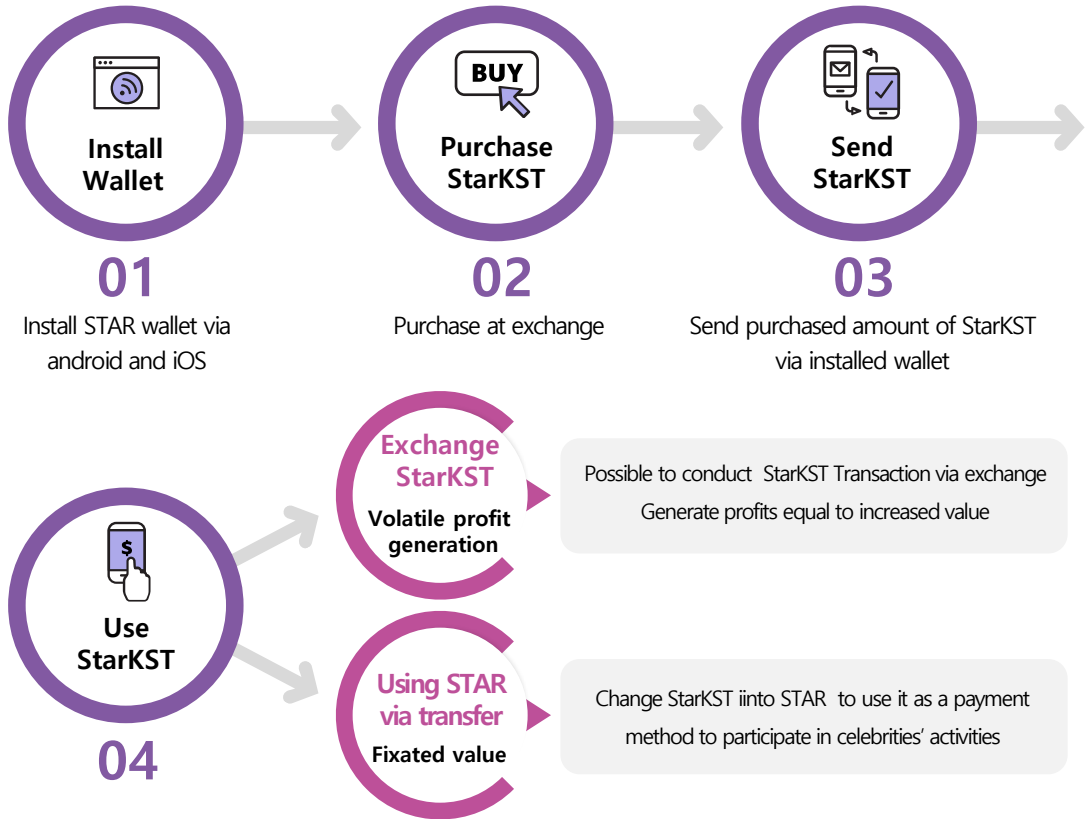 Install
Wallet
01
Install STAR wallet via
android and iOS
BUY
Purchase
StarKST
02
Purchase at exchange
Send
StarKST
03
Send purchased amount of StarKST
via installed wallet
$
Use
StarKST
04
Exchange
StarKST
Volatile profit
generation
Possible to conduct StarKST Transaction via exchange
Generate profits equal to increased value
Using STAR
via transfer
Fixated value
Change StarKST iinto STAR to use it as a payment
method to participate in celebrities' activities